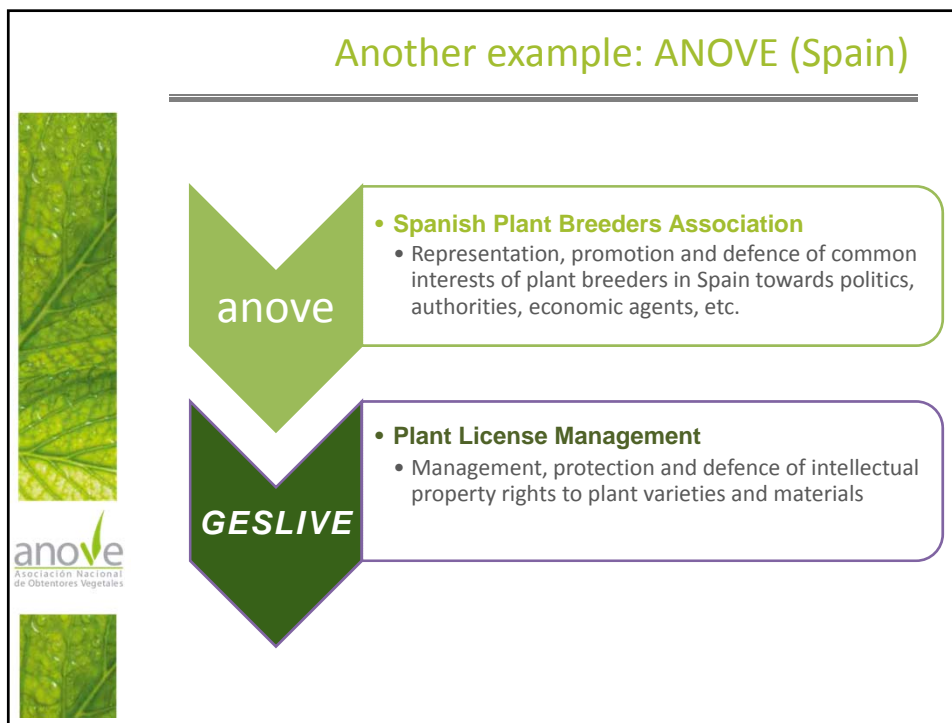 Another example: ANOVE (Spain)
anove
• Spanish Plant Breeders Association
• Representation, promotion and defence of common
interests of plant breeders in Spain towards politics,
authorities, economic agents, etc.
GESLIVE
• Plant License Management
• Management, protection and defence of intellectual
property rights to plant varieties and materials
anove
Asociación Nacional
de Obtentores Vegetales